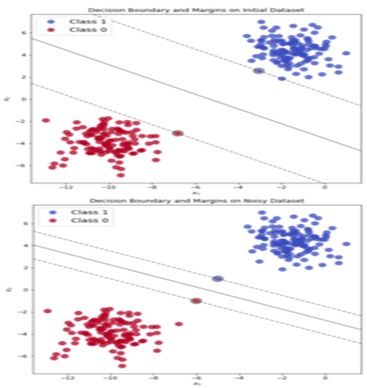 Decision Boundary and Margins on Initial Dataset
Class 1
Class 0
6
4
2
0
−2
−4
−6
−12 −10 −8 −6 −4 −2 0
Decision Boundary and Margins on Noisy Dataset
Class 1
Class 0
6
4
2
0
−2
−4
−6
−12 −10 −8 −6 −4 −2 0